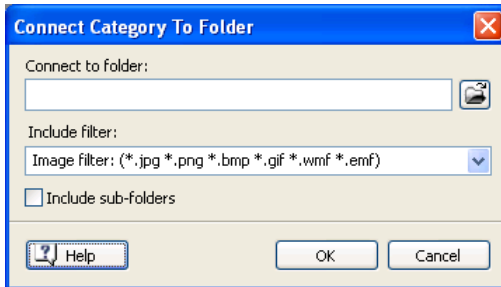 Connect Category To Folder
Connect to folder:
Include filter:
Image filter: (*.jpg *.png *.bmp *.gif *.wmf *.emf)
Include sub-folders
Help OK Cancel